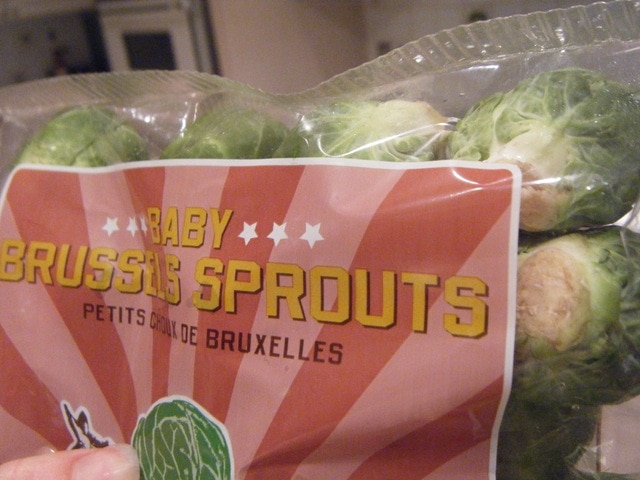 BABY
BRUSSELS SPROUTS
PETITS CHOUX DE BRUXELLES